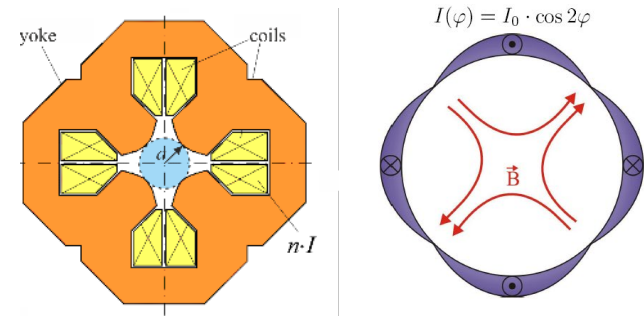 yoke
coils
d
n·I
I(φ) = I₀ · cos 2φ
B⃗